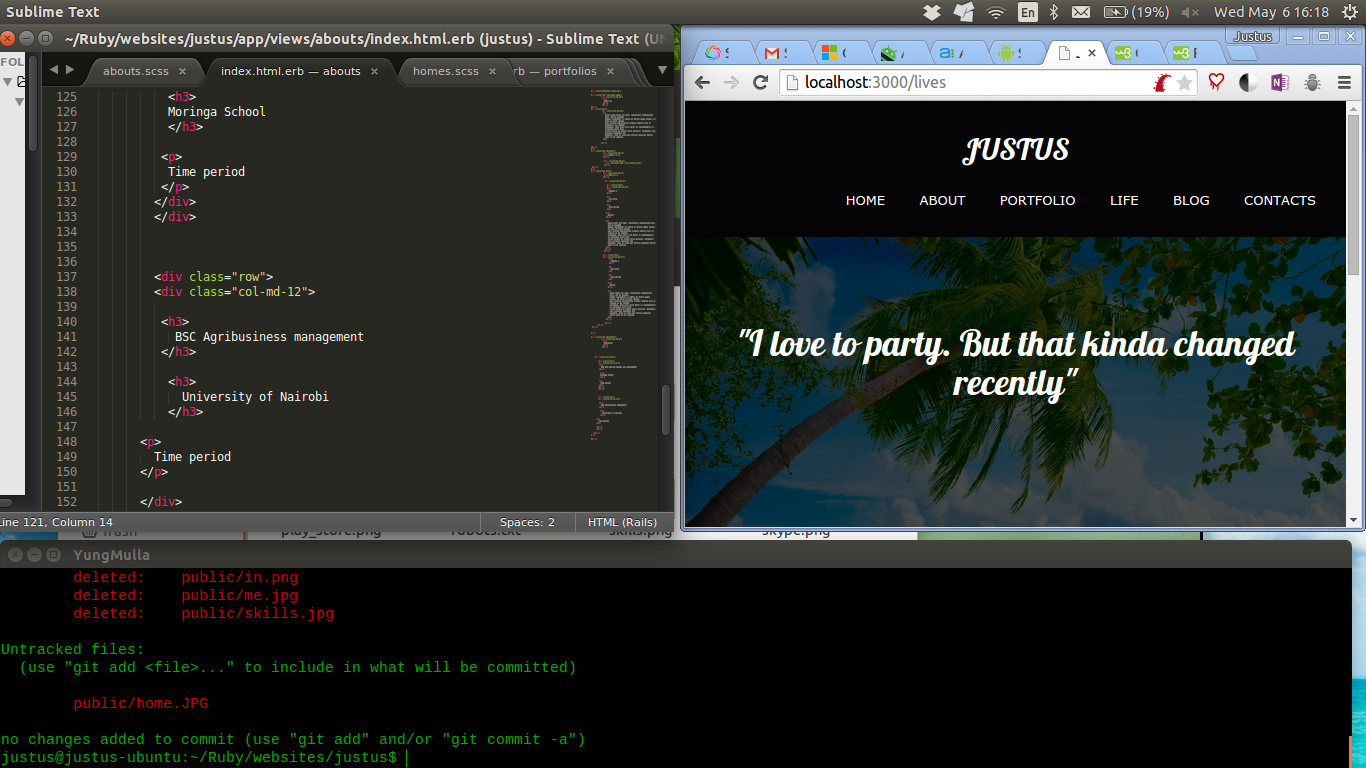 Sublime Text
En
(19%)
Wed May 6 16:18
~/Ruby/websites/justus/app/views/abouts/index.html.erb (justus) - Sublime Text (UN
FOL
abouts.scss ×
index.html.erb — abouts ×
homes.scss ×
rb — portfolios ×
125 <h3>
126 Moringa School
127 </h3>
128
129 <p>
130 Time period
131 </p>
132 </div>
133 </div>
134
135
136
137 <div class="row">
138 <div class="col-md-12">
139
140 <h3>
141 BSC Agribusiness management
142 </h3>
143
144 <h3>
145 University of Nairobi
146 </h3>
147
148 <p>
149 Time period
150 </p>
151
152 </div>
Line 121, Column 14
Spaces: 2
HTML (Rails)
Justus
localhost:3000/lives
JUSTUS
HOME ABOUT PORTFOLIO LIFE BLOG CONTACTS
"I love to party. But that kinda changed
recently"
Trash
play_store.png
robots.txt
skills.png
skype.png
YungMulla
deleted: public/in.png
deleted: public/me.jpg
deleted: public/skills.jpg
Untracked files:
(use "git add <file>..." to include in what will be committed)
public/home.JPG
no changes added to commit (use "git add" and/or "git commit -a")
justus@justus-ubuntu:~/Ruby/websites/justus$